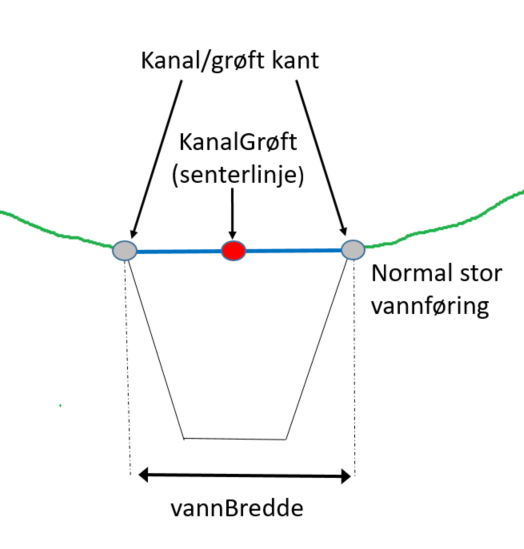 Kanal/grøft kant
KanalGrøft
(senterlinje)
Normal stor
vannføring
vannBredde